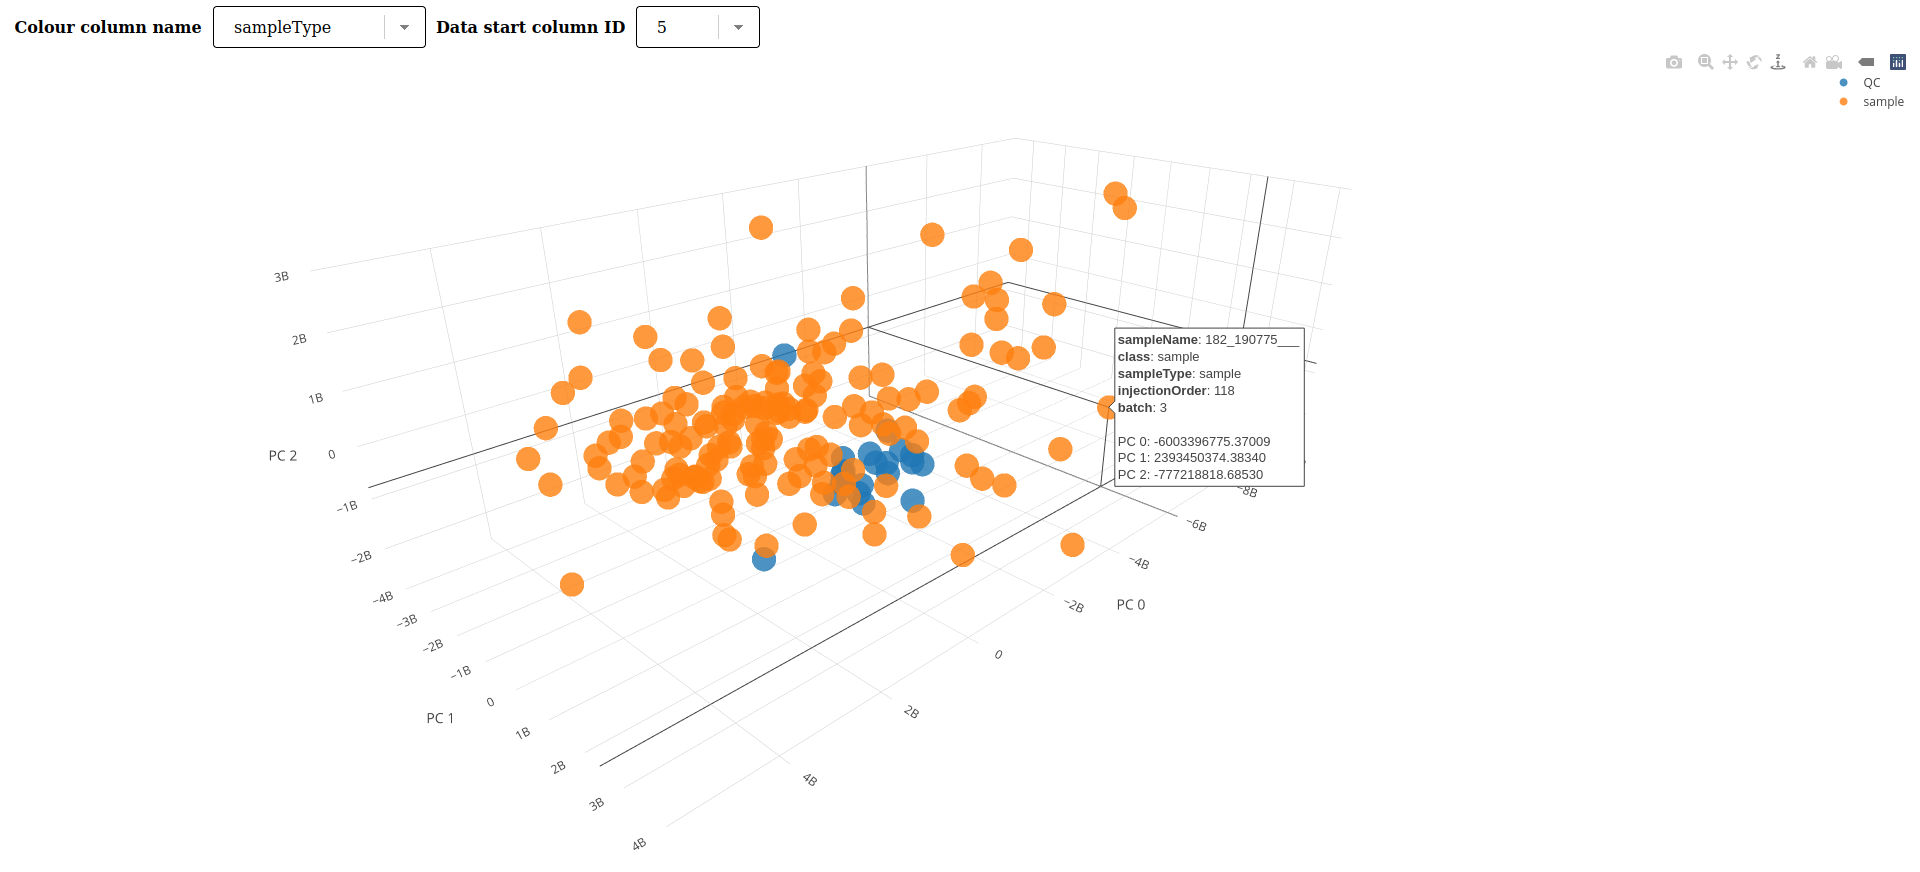 Colour column name sampleType Data start column ID 5
QC
sample
3B
2B
1B
0
PC 2
−1B
−2B
−4B
−3B
−2B
−1B
0
PC 1
1B
2B
3B
4B
sampleName: 182_190775___
class: sample
sampleType: sample
injectionOrder: 118
batch: 3
PC 0: -6003396775.37009
PC 1: 2393450374.38340
PC 2: -777218818.68530
−8B
−6B
−4B
−2B
PC 0
0
2B
4B